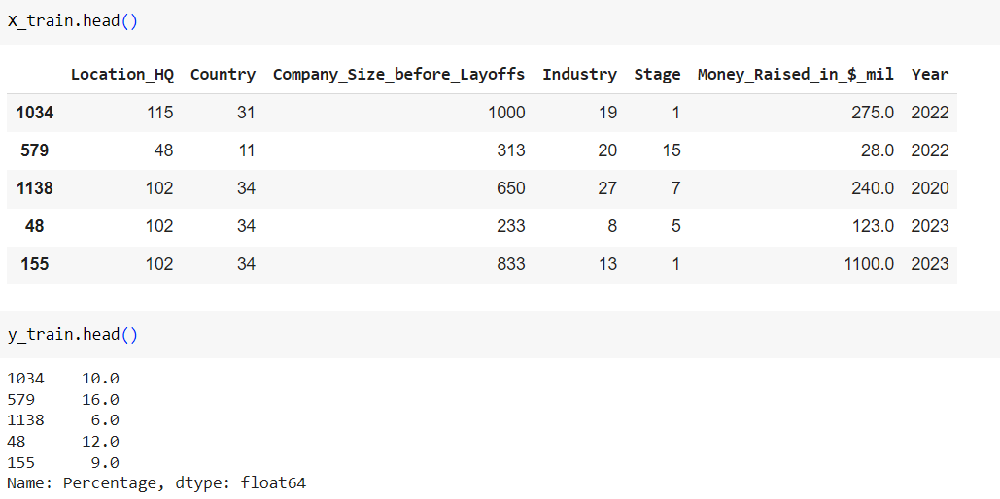 X_train.head()
Location_HQ Country Company_Size_before_Layoffs Industry Stage Money_Raised_in_$_mil Year
1034 115 31 1000 19 1 275.0 2022
579 48 11 313 20 15 28.0 2022
1138 102 34 650 27 7 240.0 2020
48 102 34 233 8 5 123.0 2023
155 102 34 833 13 1 1100.0 2023
y_train.head()
1034 10.0
579 16.0
1138 6.0
48 12.0
155 9.0
Name: Percentage, dtype: float64